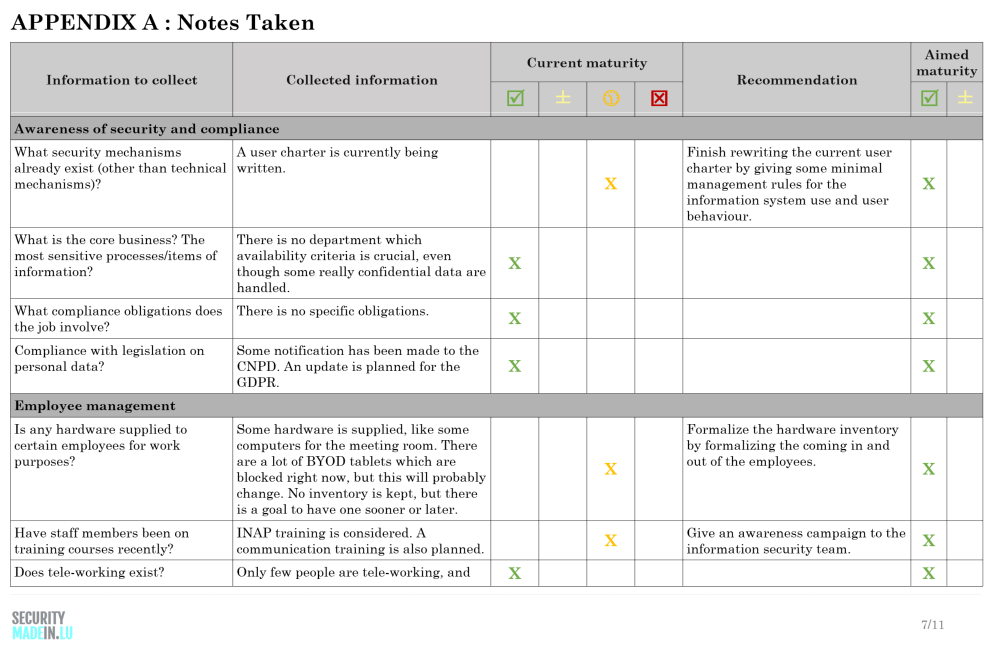 APPENDIX A : Notes Taken
Information to collect
Collected information
Current maturity
Recommendation
Aimed
maturity
☑
±
☒
☑
±
Awareness of security and compliance
What security mechanisms
already exist (other than technical
mechanisms)?
A user charter is currently being
written.
X
Finish rewriting the current user
charter by giving some minimal
management rules for the
information system use and user
behaviour.
X
What is the core business? The
most sensitive processes/items of
information?
There is no department which
availability criteria is crucial, even
though some really confidential data are
handled.
X
X
What compliance obligations does
the job involve?
There is no specific obligations.
X
X
Compliance with legislation on
personal data?
Some notification has been made to the
CNPD. An update is planned for the
GDPR.
X
X
Employee management
Is any hardware supplied to
certain employees for work
purposes?
Some hardware is supplied, like some
computers for the meeting room. There
are a lot of BYOD tablets which are
blocked right now, but this will probably
change. No inventory is kept, but there
is a goal to have one sooner or later.
X
Formalize the hardware inventory
by formalizing the coming in and
out of the employees.
X
Have staff members been on
training courses recently?
INAP training is considered. A
communication training is also planned.
X
Give an awareness campaign to the
information security team.
X
Does tele-working exist?
Only few people are tele-working, and
X
X
SECURITY
MADEIN.LU
7/11